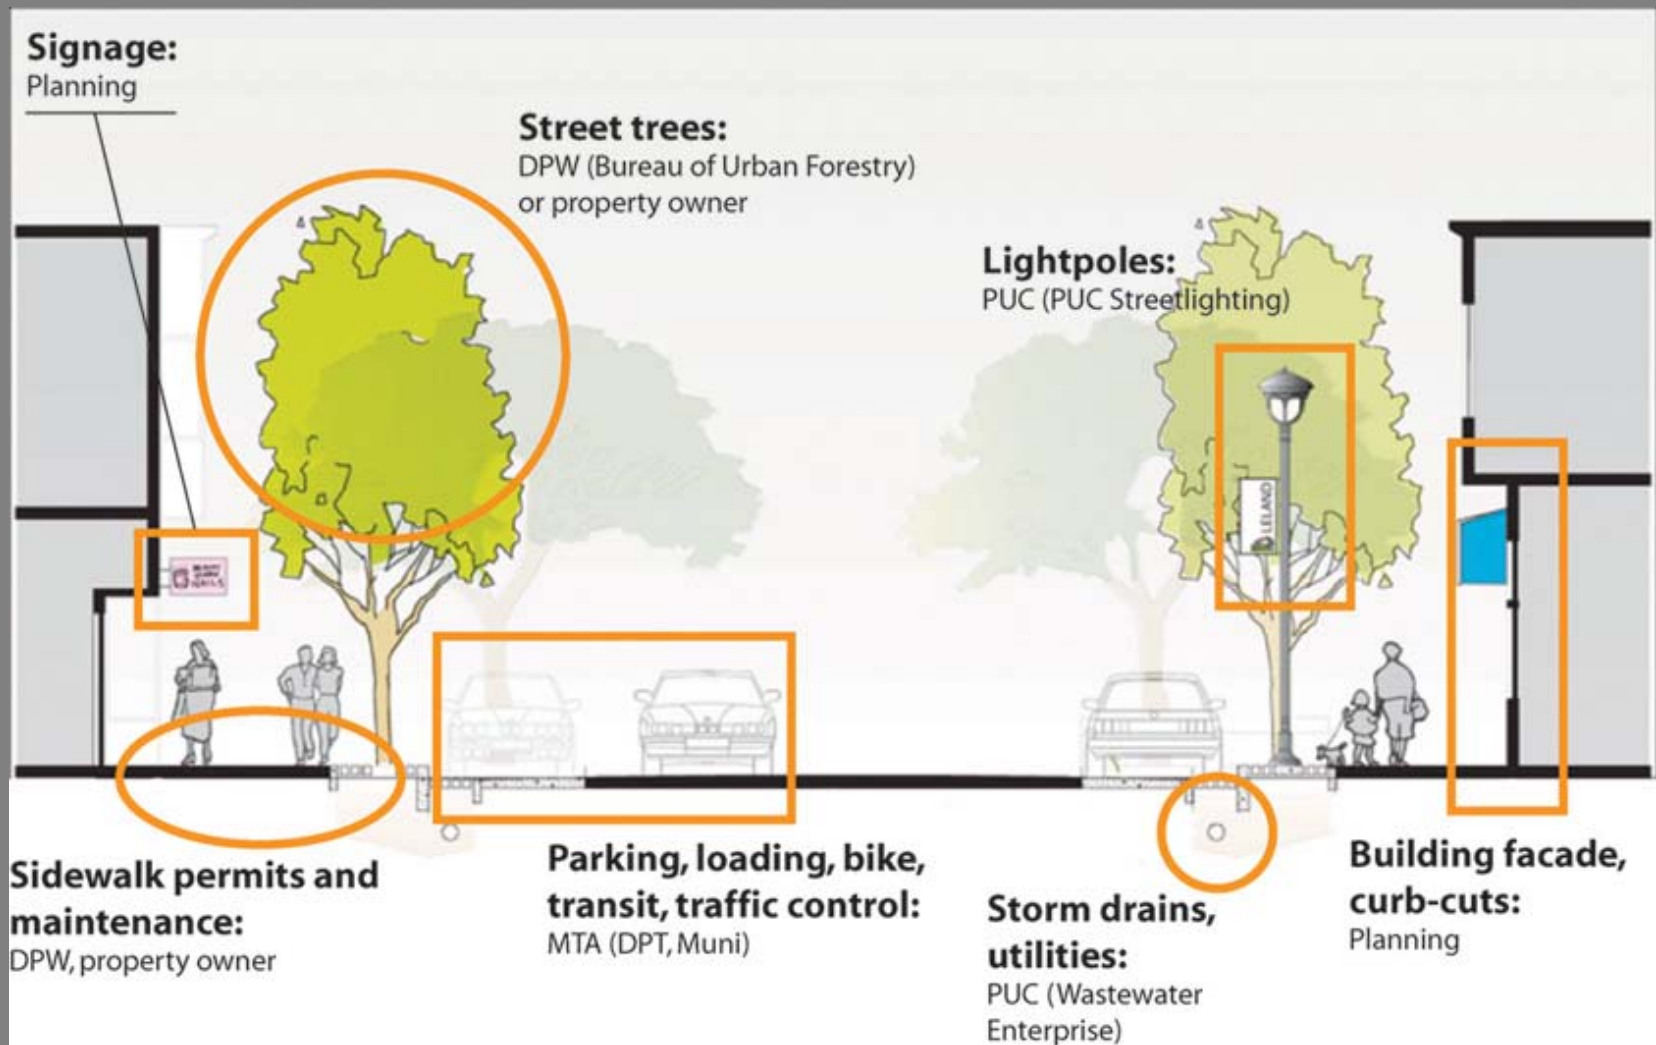 Signage:
Planning
Street trees:
DPW (Bureau of Urban Forestry)
or property owner
Lightpoles:
PUC (PUC Streetlighting)
LELAND
Sidewalk permits and
maintenance:
DPW, property owner
Parking, loading, bike,
transit, traffic control:
MTA (DPT, Muni)
Storm drains,
utilities:
PUC (Wastewater
Enterprise)
Building facade,
curb-cuts:
Planning